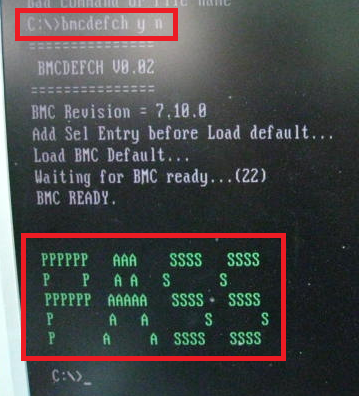 Bad command or file name
C:\>bmcdefch y n
===============
BMCDEFCH V0.02
===============
BMC Revision = 7.10.0
Add Sel Entry before Load default...
Load BMC Default...
Waiting for BMC ready...(22)
BMC READY.
PPPPPP   AAA    SSSS   SSSS
P    P   A A   S      S
PPPPPP  AAAAA   SSSS   SSSS
P       A   A       S      S
P      A     A  SSSS   SSSS
C:\>_